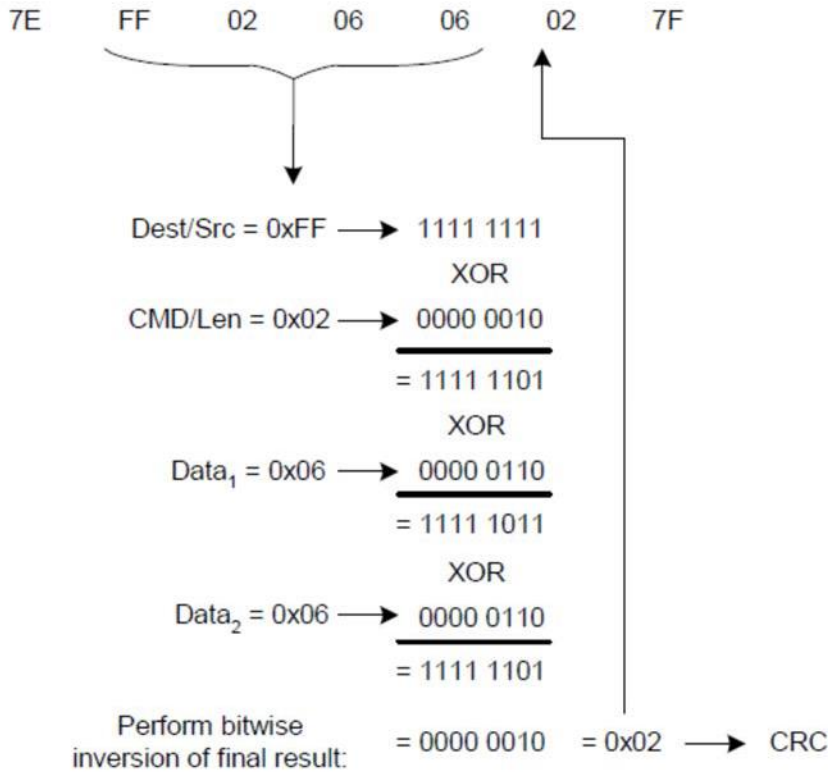 7E FF 02 06 06 02 7F
Dest/Src = 0xFF 1111 1111
XOR
CMD/Len = 0x02 0000 0010
= 1111 1101
XOR
Data₁ = 0x06 0000 0110
= 1111 1011
XOR
Data₂ = 0x06 0000 0110
= 1111 1101
Perform bitwise
inversion of final result: = 0000 0010 = 0x02 CRC